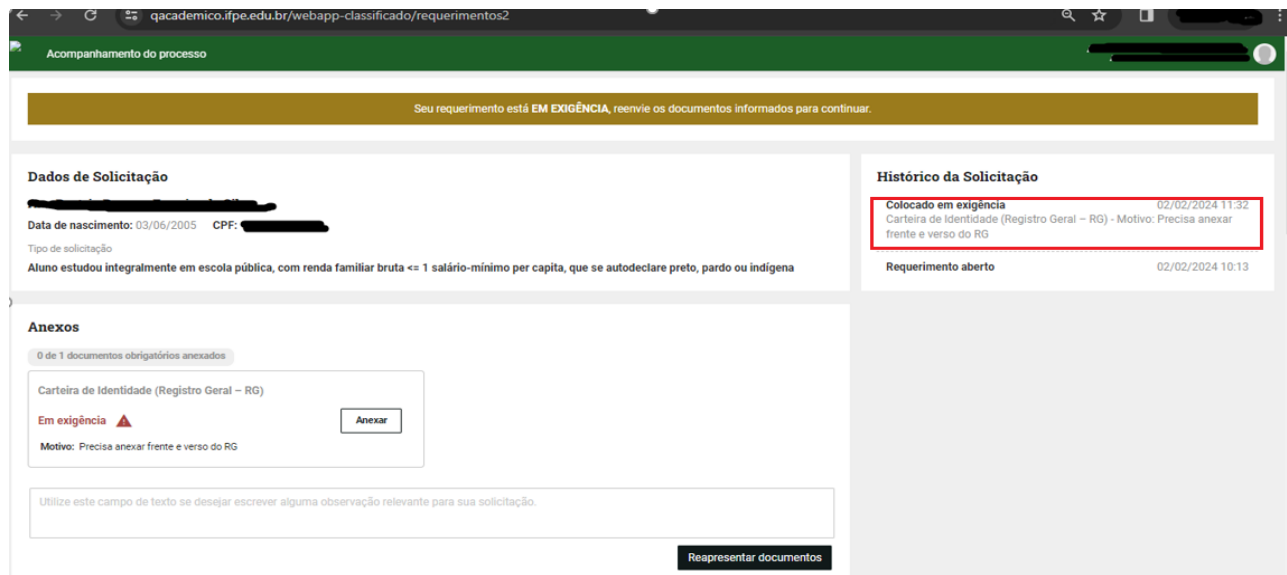 qacademico.ifpe.edu.br/webapp-classificado/requerimentos2
Acompanhamento do processo
Seu requerimento está EM EXIGÊNCIA, reenvie os documentos informados para continuar.
Dados de Solicitação
Data de nascimento: 03/06/2005 CPF:
Tipo de solicitação
Aluno estudou integralmente em escola pública, com renda familiar bruta <= 1 salário-mínimo per capita, que se autodeclare preto, pardo ou indígena
Histórico da Solicitação
Colocado em exigência 02/02/2024 11:32
Carteira de Identidade (Registro Geral – RG) - Motivo: Precisa anexar
frente e verso do RG
Requerimento aberto 02/02/2024 10:13
Anexos
0 de 1 documentos obrigatórios anexados
Carteira de Identidade (Registro Geral – RG)
Em exigência
Anexar
Motivo: Precisa anexar frente e verso do RG
Utilize este campo de texto se desejar escrever alguma observação relevante para sua solicitação.
Reapresentar documentos